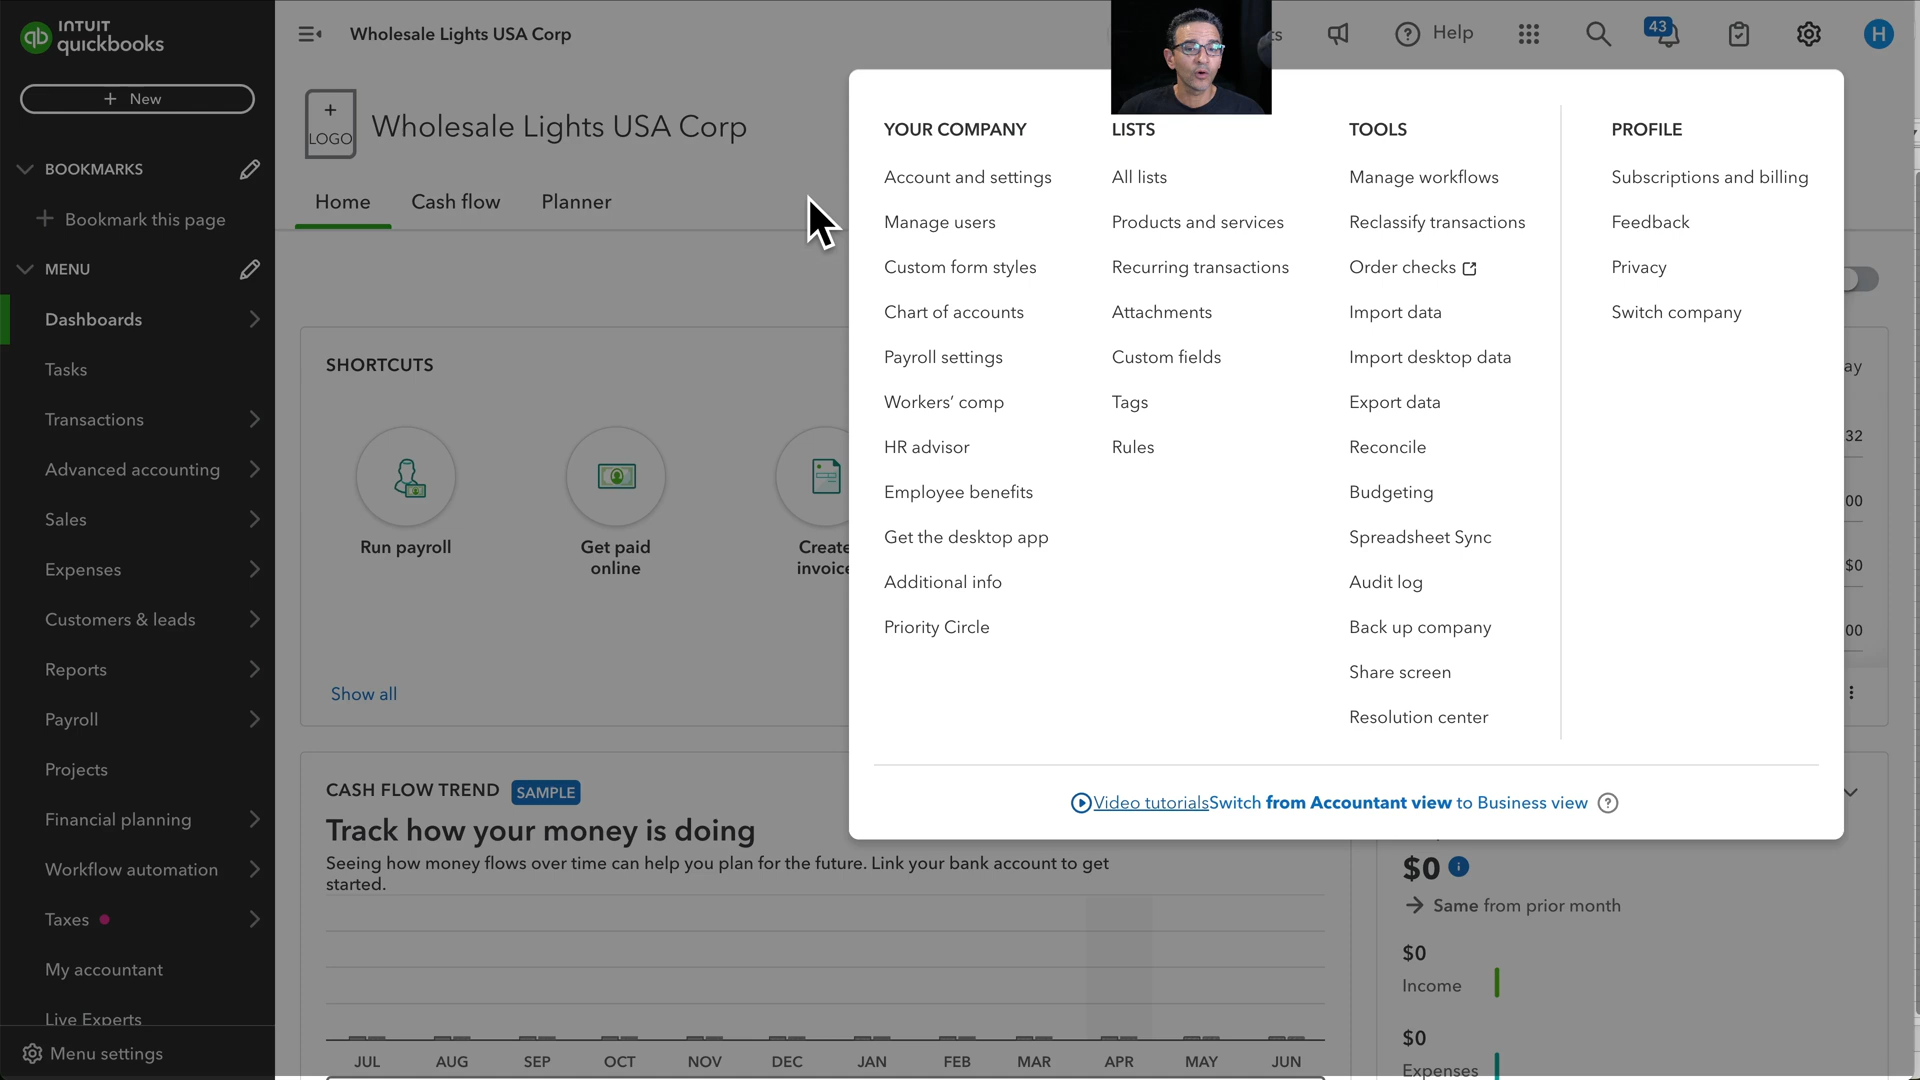 INTUIT
quickbooks
+ New
BOOKMARKS
Bookmark this page
MENU
Dashboards
Tasks
Transactions
Advanced accounting
Sales
Expenses
Customers & leads
Reports
Payroll
Projects
Financial planning
Workflow automation
Taxes
My accountant
Live Experts
Menu settings
Wholesale Lights USA Corp
Help
43
H
+
LOGO
Wholesale Lights USA Corp
Home
Cash flow
Planner
SHORTCUTS
Run payroll
Get paid
online
Create
invoice
Show all
YOUR COMPANY
Account and settings
Manage users
Custom form styles
Chart of accounts
Payroll settings
Workers' comp
HR advisor
Employee benefits
Get the desktop app
Additional info
Priority Circle
LISTS
All lists
Products and services
Recurring transactions
Attachments
Custom fields
Tags
Rules
TOOLS
Manage workflows
Reclassify transactions
Order checks
Import data
Import desktop data
Export data
Reconcile
Budgeting
Spreadsheet Sync
Audit log
Back up company
Share screen
Resolution center
PROFILE
Subscriptions and billing
Feedback
Privacy
Switch company
Video tutorials
Switch from Accountant view to Business view
ay
32
00
$0
00
CASH FLOW TREND SAMPLE
Track how your money is doing
Seeing how money flows over time can help you plan for the future. Link your bank account to get
started.
JUL AUG SEP OCT NOV DEC JAN FEB MAR APR MAY JUN
$0
Same from prior month
$0
Income
$0
Expenses